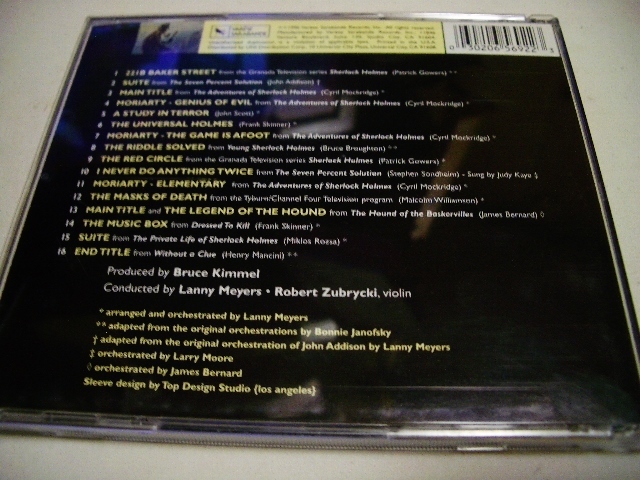 0 30206 56922 3
1 221B BAKER STREET from the Granada Television series Sherlock Holmes (Patrick Gowers) **
2 SUITE from The Seven Percent Solution (John Addison) †
3 MAIN TITLE from The Adventures of Sherlock Holmes (Cyril Mockridge) *
4 MORIARTY - GENIUS OF EVIL from The Adventures of Sherlock Holmes (Cyril Mockridge) *
5 A STUDY IN TERROR (John Scott) *
6 THE UNIVERSAL HOLMES (Frank Skinner) *
7 MORIARTY - THE GAME IS AFOOT from The Adventures of Sherlock Holmes (Cyril Mockridge) *
8 THE RIDDLE SOLVED from Young Sherlock Holmes (Bruce Broughton) **
9 THE RED CIRCLE from the Granada Television series Sherlock Holmes (Patrick Gowers) *
10 I NEVER DO ANYTHING TWICE from The Seven Percent Solution (Stephen Sondheim) - Sung by Judy Kaye ‡
11 MORIARTY - ELEMENTARY from The Adventures of Sherlock Holmes (Cyril Mockridge) *
12 THE MASKS OF DEATH from the Tyburn/Channel Four Television program (Malcolm Williamson) *
13 MAIN TITLE and THE LEGEND OF THE HOUND from The Hound of the Baskervilles (James Bernard) ◊
14 THE MUSIC BOX from Dressed To Kill (Frank Skinner) *
15 SUITE from The Private Life of Sherlock Holmes (Miklos Rozsa) *
16 END TITLE from Without a Clue (Henry Mancini) **
Produced by Bruce Kimmel
Conducted by Lanny Meyers • Robert Zubrycki, violin
* arranged and orchestrated by Lanny Meyers
** adapted from the original orchestrations by Bonnie Janofsky
† adapted from the original orchestration of John Addison by Lanny Meyers
‡ orchestrated by Larry Moore
◊ orchestrated by James Bernard
Sleeve design by Top Design Studio {los angeles}